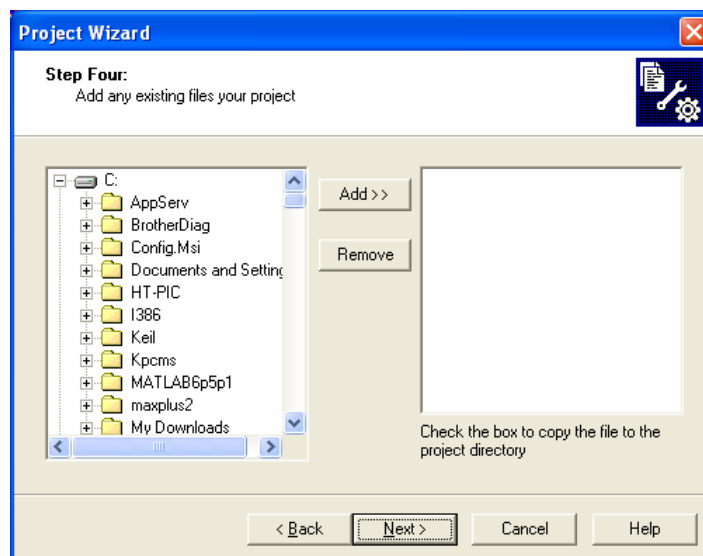 Project Wizard
Step Four:
Add any existing files your project
C:
AppServ
BrotherDiag
Config.Msi
Documents and Setting
HT-PIC
I386
Keil
Kpcms
MATLAB6p5p1
maxplus2
My Downloads
Add >>
Remove
Check the box to copy the file to the
project directory
< Back
Next >
Cancel
Help